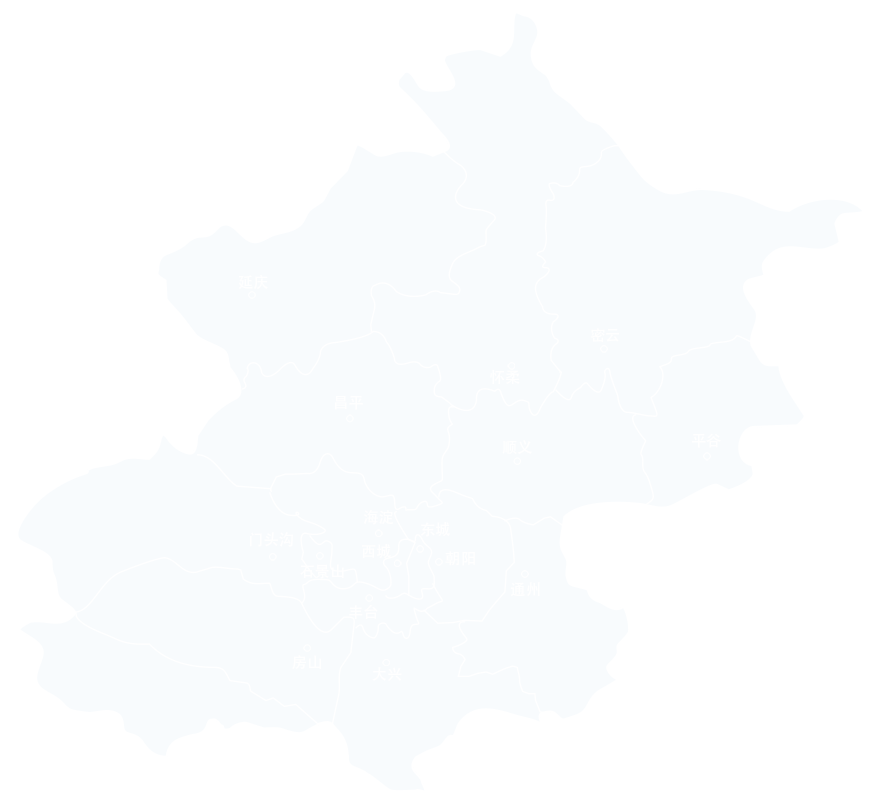 延庆
密云
怀柔
昌平
平谷
顺义
海淀
东城
门头沟
西城
朝阳
石景山
通州
丰台
房山
大兴